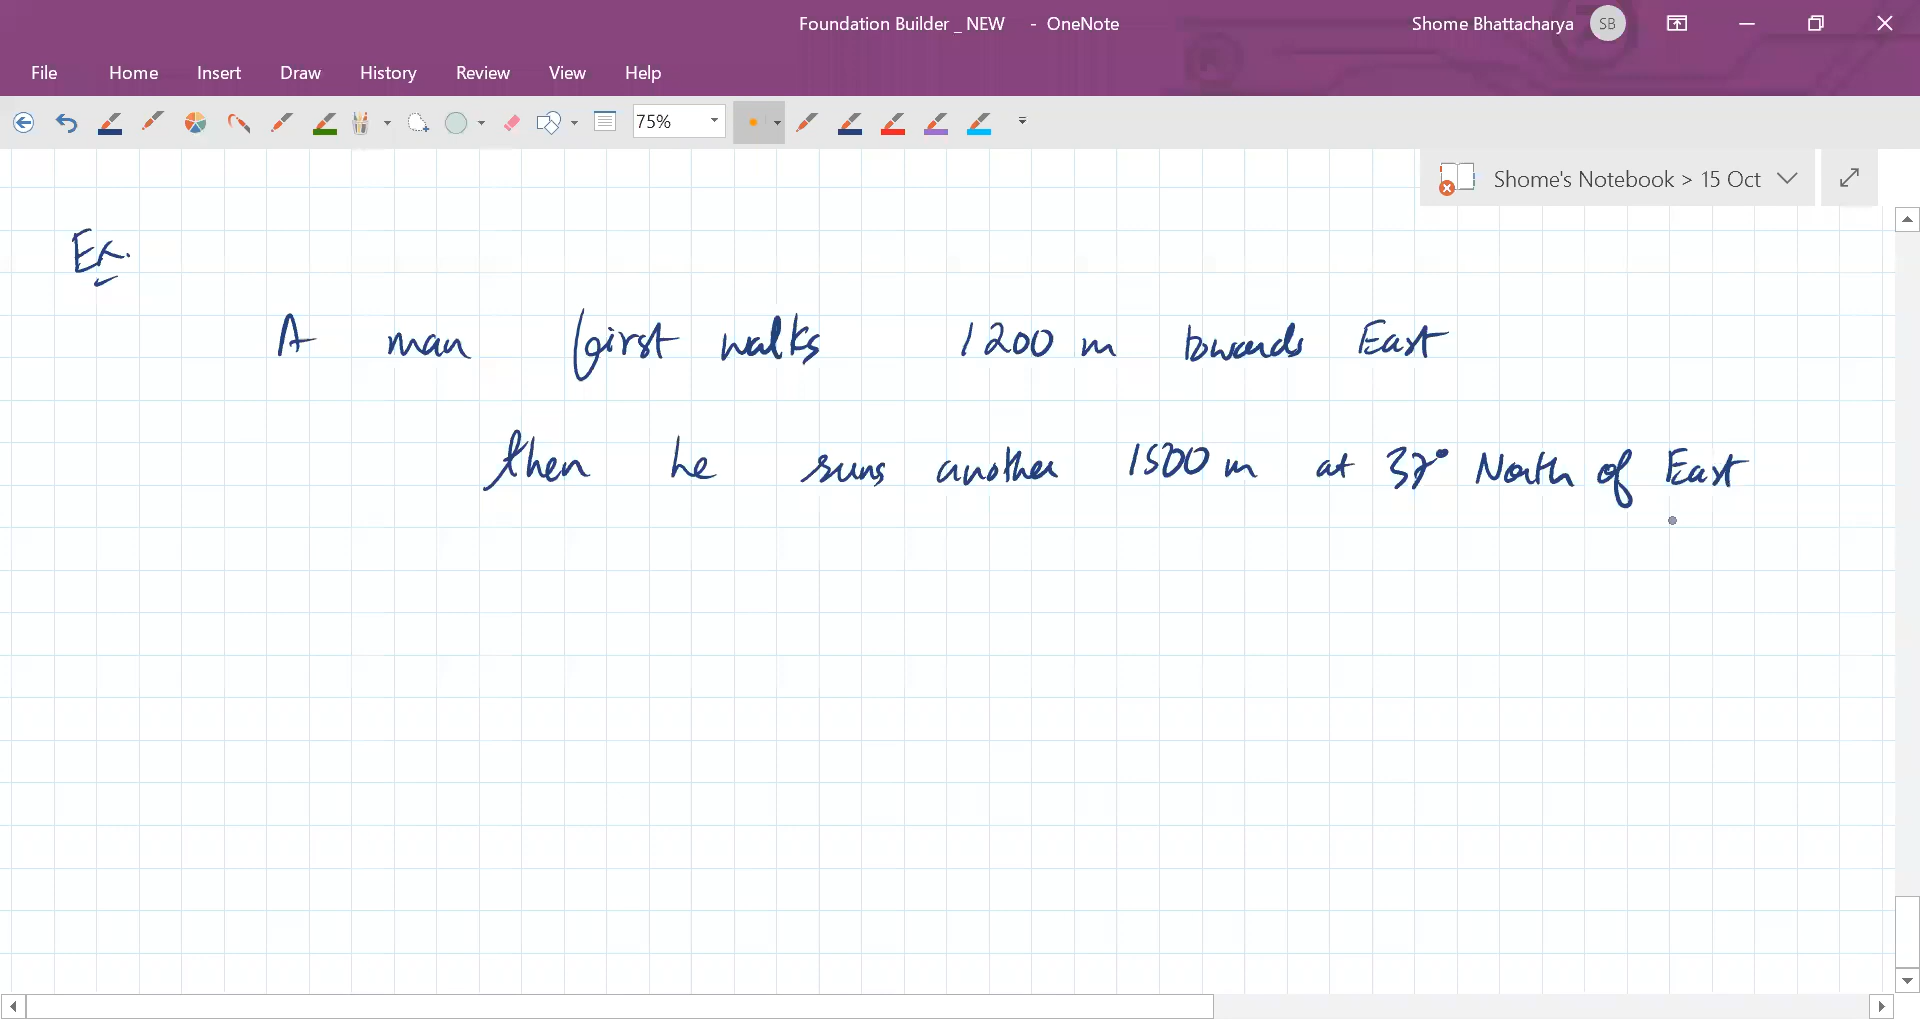 Foundation Builder _ NEW - OneNote
Shome Bhattacharya SB
File Home Insert Draw History Review View Help
75%
Shome's Notebook > 15 Oct
Ex.
A man first walks 1200 m towards East
then he runs another 1500 m at 37° North of East